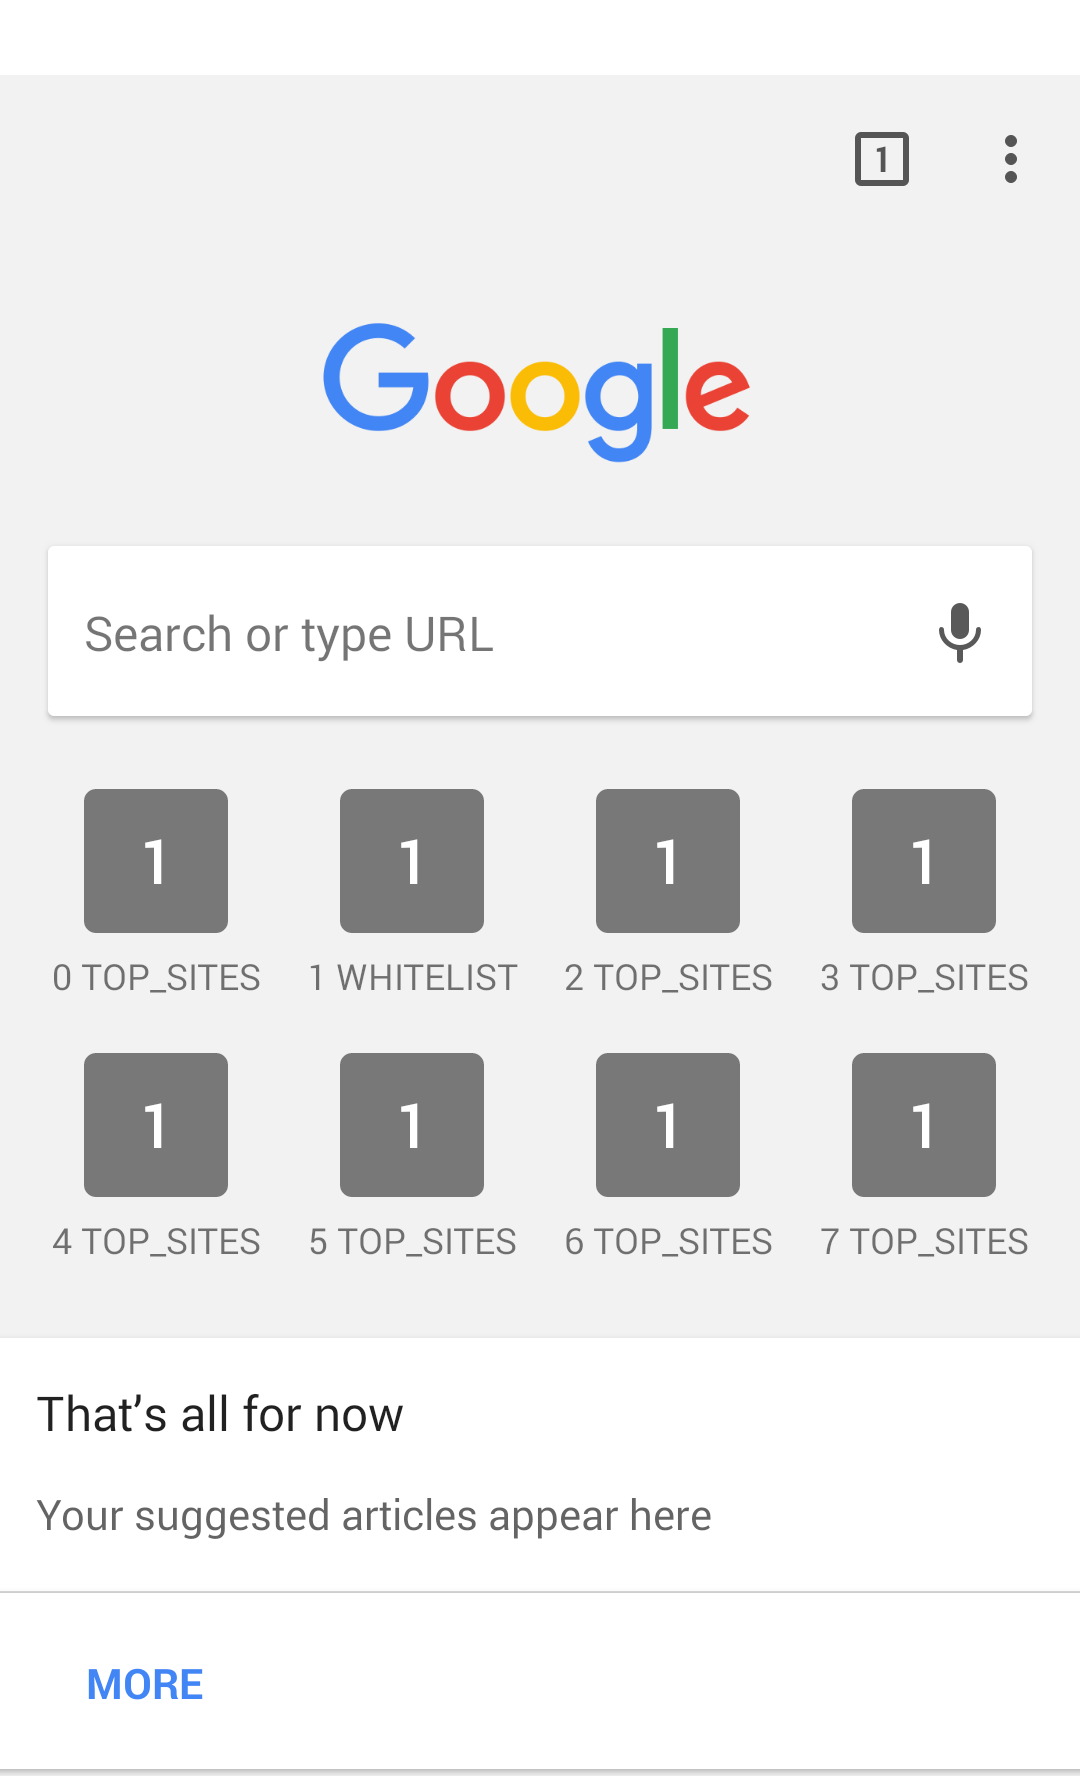 1
Google
Search or type URL
1 1 1 1
0 TOP_SITES 1 WHITELIST 2 TOP_SITES 3 TOP_SITES
1 1 1 1
4 TOP_SITES 5 TOP_SITES 6 TOP_SITES 7 TOP_SITES
That's all for now
Your suggested articles appear here
MORE